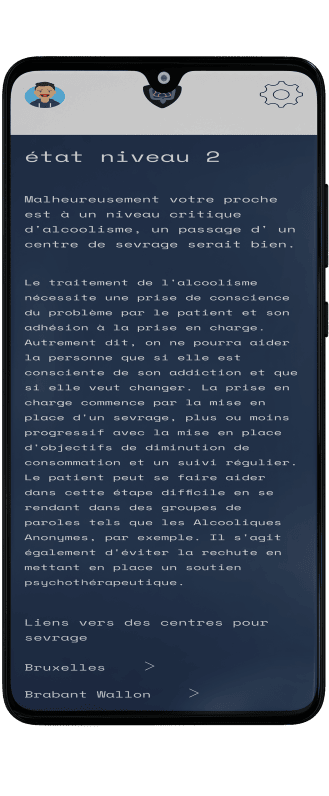 état niveau 2
Malheureusement votre proche
est à un niveau critique
d'alcoolisme, un passage d' un
centre de sevrage serait bien.
Le traitement de l'alcoolisme
nécessite une prise de conscience
du problème par le patient et son
adhésion à la prise en charge.
Autrement dit, on ne pourra aider
la personne que si elle est
consciente de son addiction et que
si elle veut changer. La prise en
charge commence par la mise en
place d'un sevrage, plus ou moins
progressif avec la mise en place
d'objectifs de diminution de
consommation et un suivi régulier.
Le patient peut se faire aider
dans cette étape difficile en se
rendant dans des groupes de
paroles tels que les Alcooliques
Anonymes, par exemple. Il s'agit
également d'éviter la rechute en
mettant en place un soutien
psychothérapeutique.
Liens vers des centres pour
sevrage
Bruxelles >
Brabant Wallon >